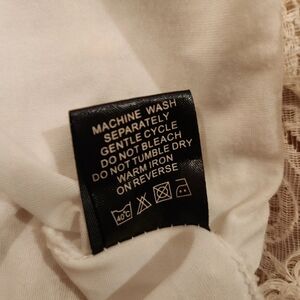 MACHINE WASH
SEPARATELY
GENTLE CYCLE
DO NOT BLEACH
DO NOT TUMBLE DRY
WARM IRON
ON REVERSE
40°C